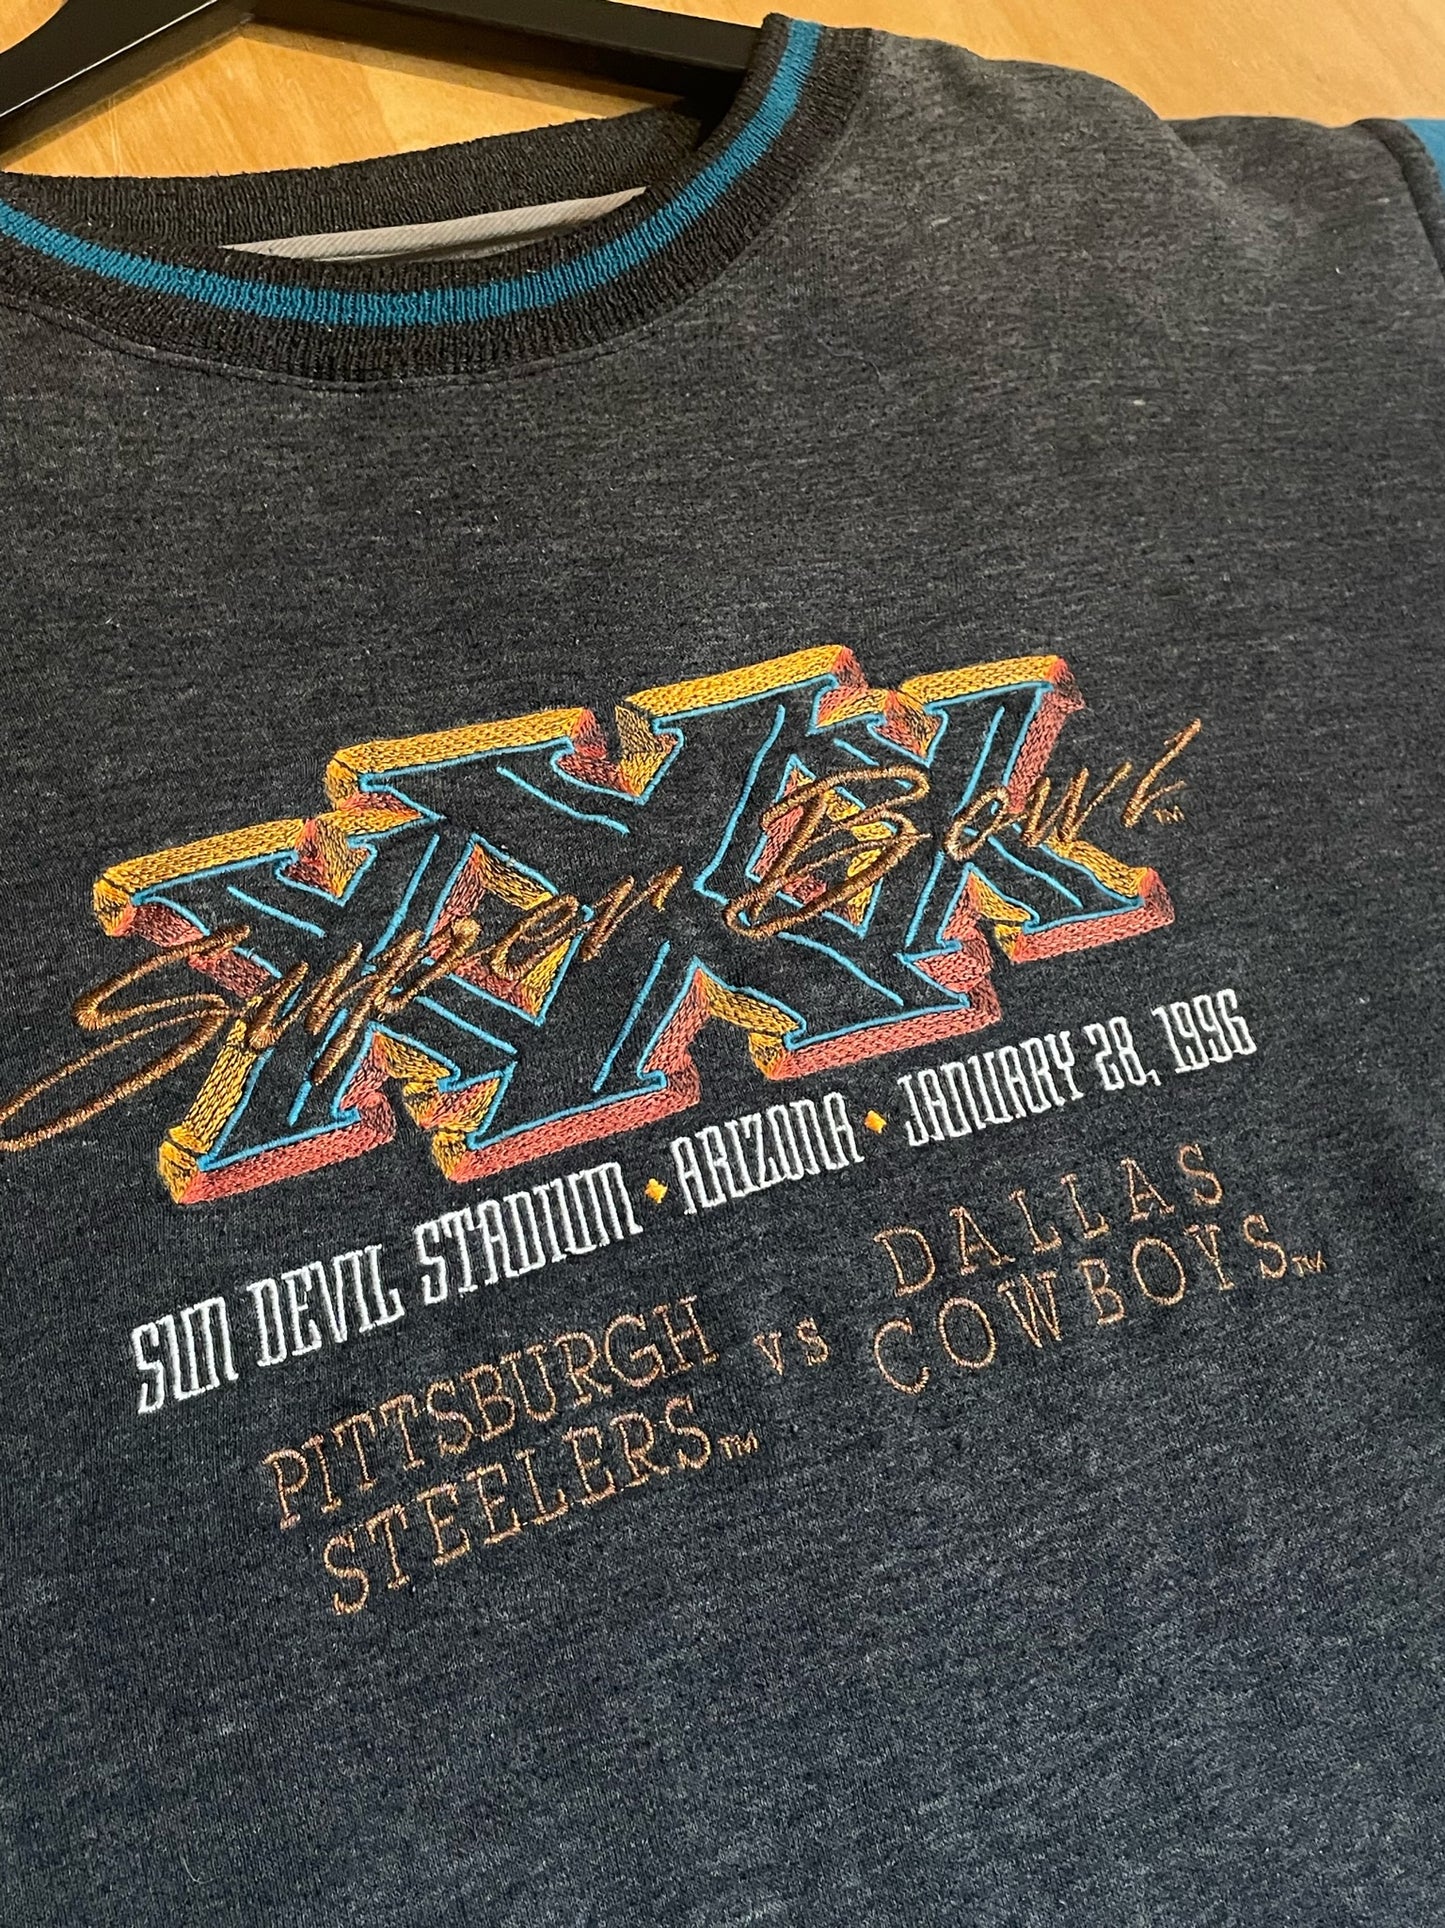 XXX
Super Bowl™
SUN DEVIL STADIUM ◆ ARIZONA ◆ JANUARY 28, 1996
PITTSBURGH STEELERS™ vs DALLAS COWBOYS™